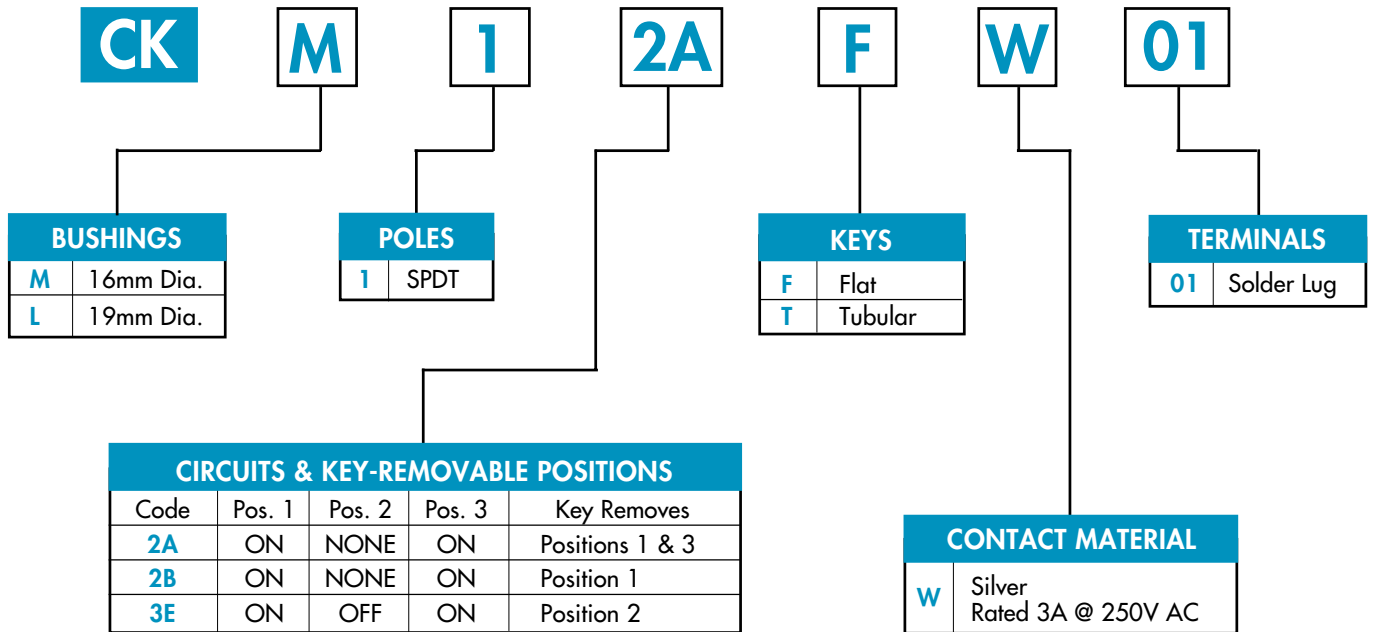 CK M 1 2A F W 01
BUSHINGS
M 16mm Dia.
L 19mm Dia.
POLES
1 SPDT
KEYS
F Flat
T Tubular
TERMINALS
01 Solder Lug
CIRCUITS & KEY-REMOVABLE POSITIONS
Code Pos. 1 Pos. 2 Pos. 3 Key Removes
2A ON NONE ON Positions 1 & 3
2B ON NONE ON Position 1
3E ON OFF ON Position 2
CONTACT MATERIAL
W Silver
Rated 3A @ 250V AC